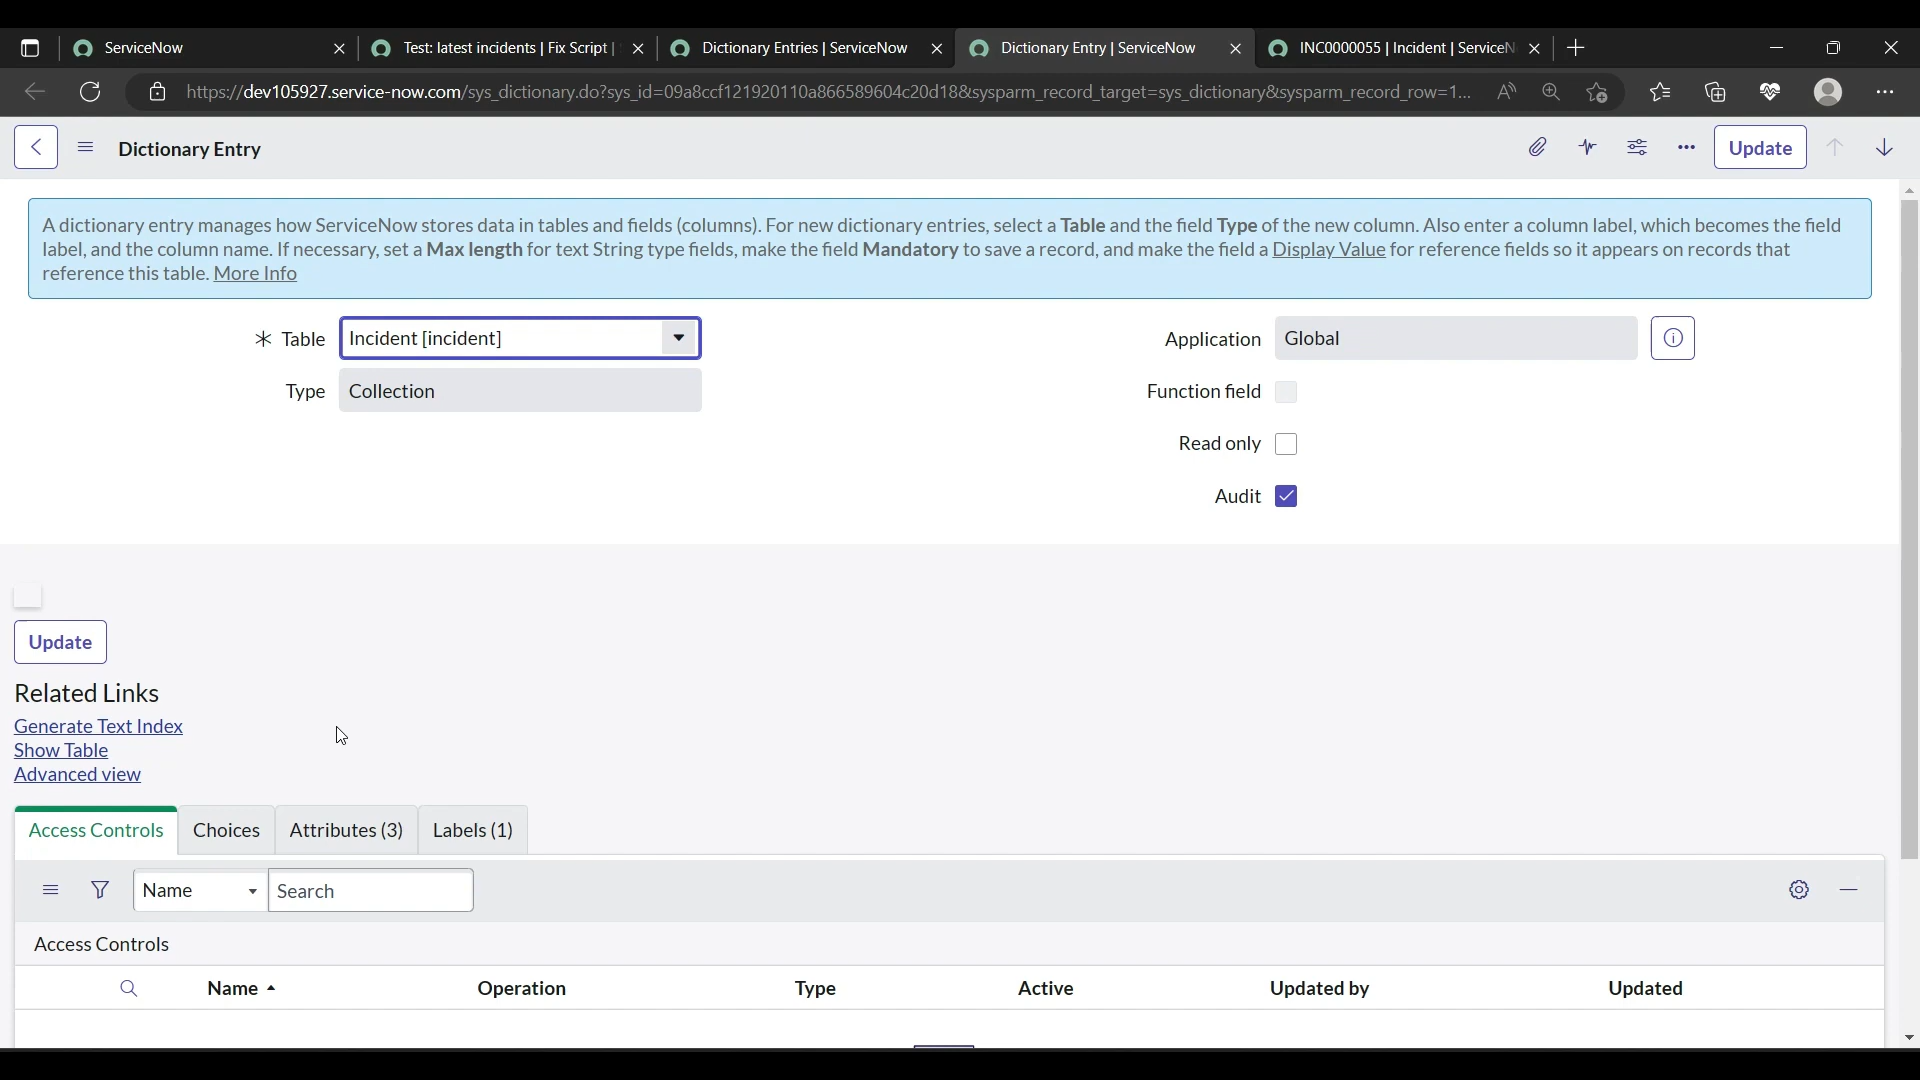 ServiceNow
Test: latest incidents | Fix Script |
Dictionary Entries | ServiceNow
Dictionary Entry | ServiceNow
INC0000055 | Incident | ServiceN
https://dev105927.service-now.com/sys_dictionary.do?sys_id=09a8ccf121920110a866589604c20d18&sysparm_record_target=sys_dictionary&sysparm_record_row=1...
Dictionary Entry
Update
A dictionary entry manages how ServiceNow stores data in tables and fields (columns). For new dictionary entries, select a Table and the field Type of the new column. Also enter a column label, which becomes the field
label, and the column name. If necessary, set a Max length for text String type fields, make the field Mandatory to save a record, and make the field a Display Value for reference fields so it appears on records that
reference this table. More Info
Table
Incident [incident]
Application
Global
Type
Collection
Function field
Read only
Audit
Update
Related Links
Generate Text Index
Show Table
Advanced view
Access Controls
Choices
Attributes (3)
Labels (1)
Name
Search
Access Controls
Name
Operation
Type
Active
Updated by
Updated